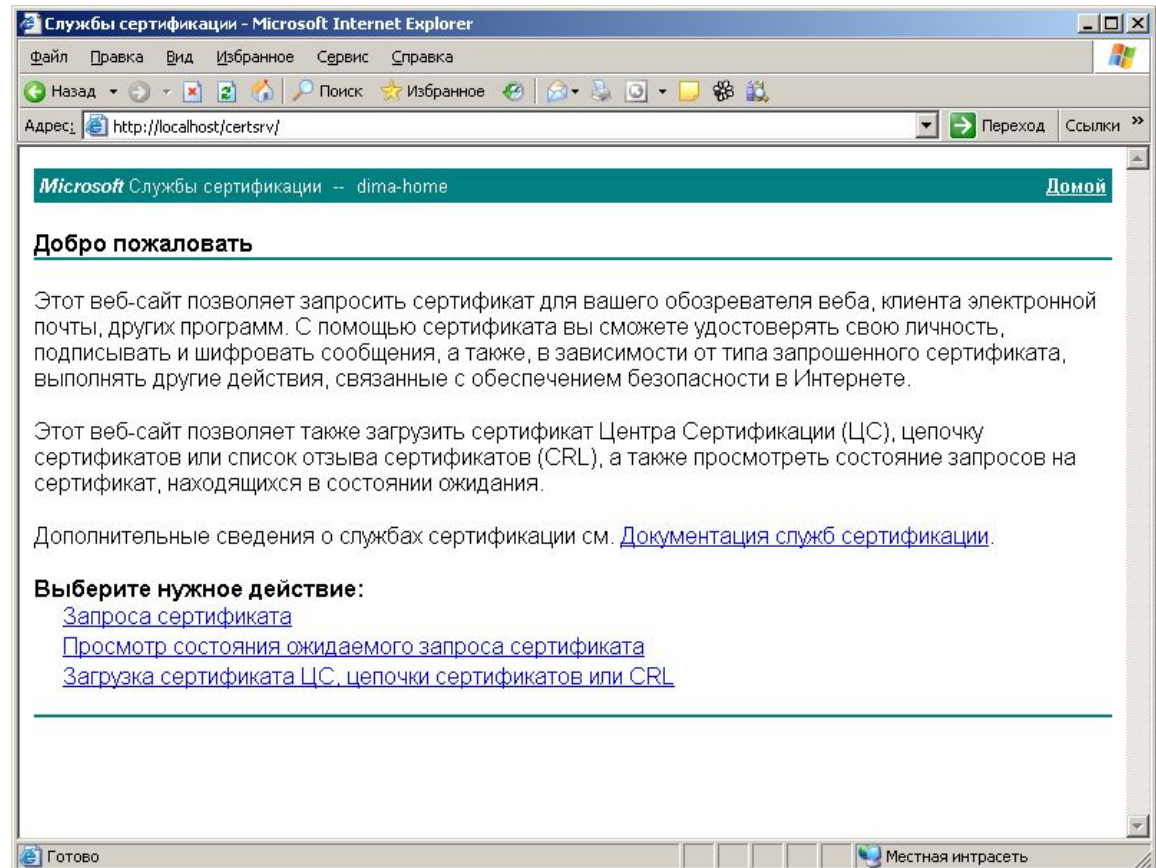 Службы сертификации - Microsoft Internet Explorer
Файл Правка Вид Избранное Сервис Справка
Назад Поиск Избранное
Адрес: http://localhost/certsrv/ Переход Ссылки »
Microsoft Службы сертификации -- dima-home Домой
Добро пожаловать
Этот веб-сайт позволяет запросить сертификат для вашего обозревателя веба, клиента электронной
почты, других программ. С помощью сертификата вы сможете удостоверять свою личность,
подписывать и шифровать сообщения, а также, в зависимости от типа запрошенного сертификата,
выполнять другие действия, связанные с обеспечением безопасности в Интернете.
Этот веб-сайт позволяет также загрузить сертификат Центра Сертификации (ЦС), цепочку
сертификатов или список отзыва сертификатов (CRL), а также просмотреть состояние запросов на
сертификат, находящихся в состоянии ожидания.
Дополнительные сведения о службах сертификации см. Документация служб сертификации.
Выберите нужное действие:
Запроса сертификата
Просмотр состояния ожидаемого запроса сертификата
Загрузка сертификата ЦС, цепочки сертификатов или CRL
Готово Местная интрасеть